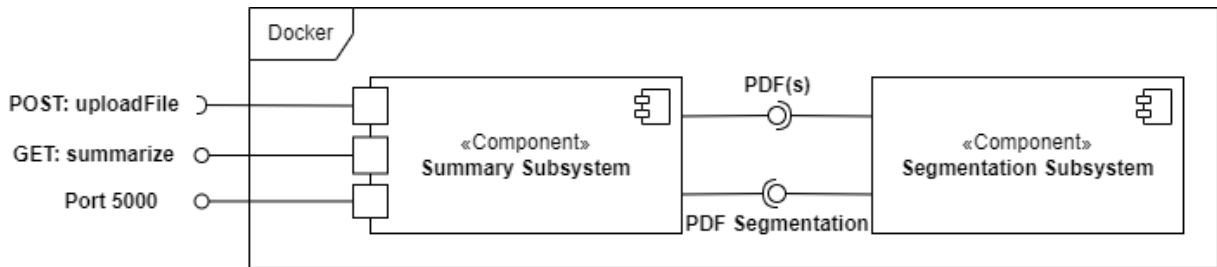 Docker
POST: uploadFile
GET: summarize
Port 5000
«Component»
Summary Subsystem
PDF(s)
PDF Segmentation
«Component»
Segmentation Subsystem